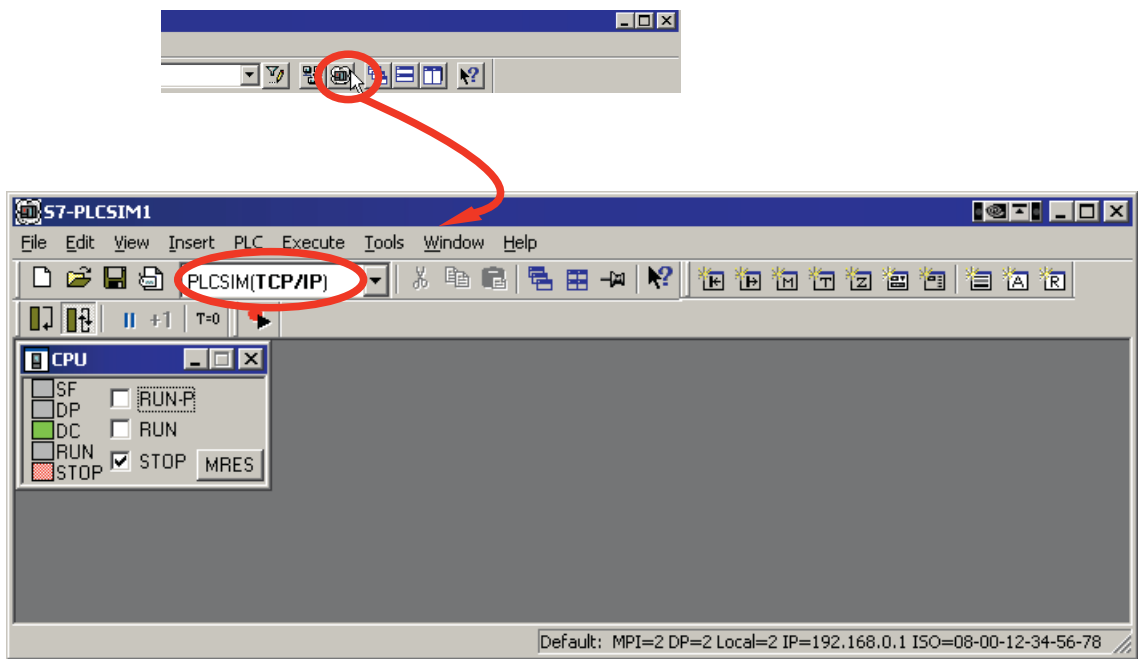 S7-PLCSIM1
File Edit View Insert PLC Execute Tools Window Help
PLCSIM(TCP/IP)
M T Z A R
+1 T=0
CPU
SF
DP
DC
RUN
STOP
RUN-P
RUN
STOP
MRES
Default: MPI=2 DP=2 Local=2 IP=192.168.0.1 ISO=08-00-12-34-56-78